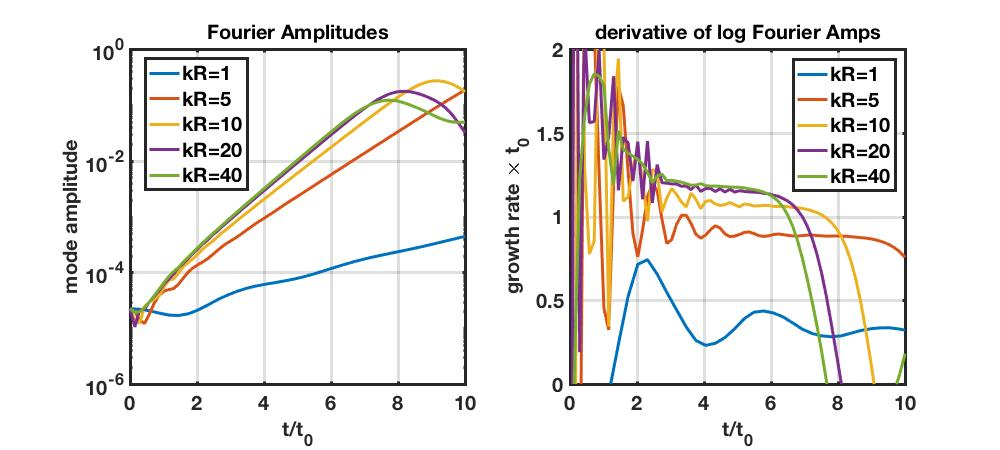 Fourier Amplitudes
10^0
10^-2
10^-4
10^-6
mode amplitude
kR=1
kR=5
kR=10
kR=20
kR=40
0 2 4 6 8 10
t/t_0
derivative of log Fourier Amps
2
1.5
1
0.5
0
growth rate × t_0
kR=1
kR=5
kR=10
kR=20
kR=40
0 2 4 6 8 10
t/t_0